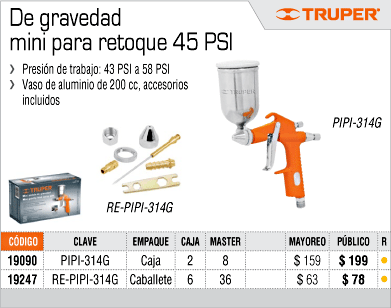 De gravedad
mini para retoque 45 PSI
TRUPER®
Presión de trabajo: 43 PSI a 58 PSI
Vaso de aluminio de 200 cc, accesorios
incluidos
PIPI-314G
RE-PIPI-314G
TRUPER
CÓDIGO CLAVE EMPAQUE CAJA MASTER MAYOREO PÚBLICO R
19090 PIPI-314G Caja 2 8 $ 159 $ 199
19247 RE-PIPI-314G Caballete 6 36 $ 63 $ 78